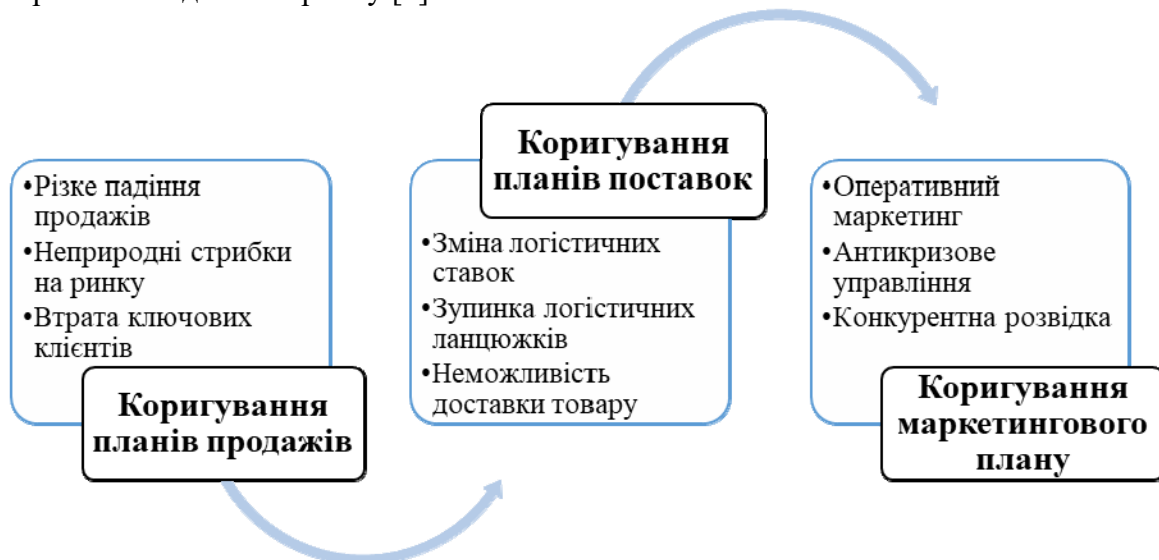 •Різке падіння
продажів
•Неприродні стрибки
на ринку
•Втрата ключових
клієнтів
Коригування
планів продажів
Коригування
планів поставок
•Зміна логістичних
ставок
•Зупинка логістичних
ланцюжків
•Неможливість
доставки товару
•Оперативний
маркетинг
•Антикризове
управління
•Конкурентна розвідка
Коригування
маркетингового
плану